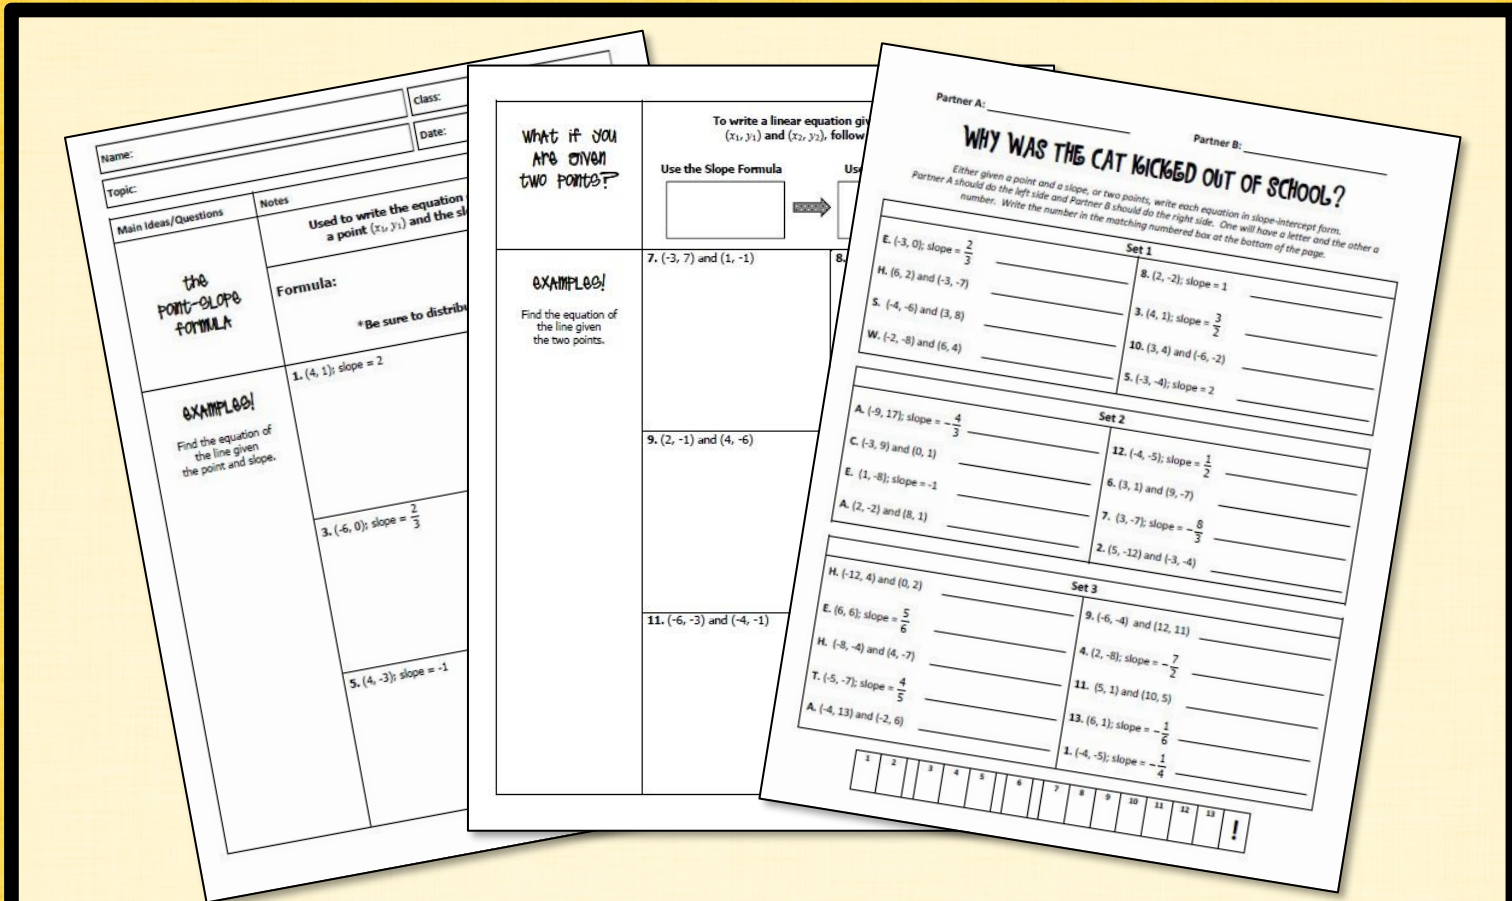 Name:
Class:
Topic:
Date:
Main Ideas/Questions
Notes
the
POINT-SLOPE
FORMULA
Used to write the equation
a point (x₁, y₁) and the
Formula:
*Be sure to
EXAMPLES!
Find the equation of
the line given
the point and slope.
1. (4, 1); slope = 2
3. (-6, 0); slope = 2/3
5. (4, -3); slope = -1
WHAT IF YOU
ARE GIVEN
TWO POINTS?
To write a linear equation
(x₁, y₁) and (x₂, y₂), follow
Use the Slope Formula
EXAMPLES!
Find the equation of
the line given
the two points.
7. (-3, 7) and (1, -1)
8.
9. (2, -1) and (4, -6)
11. (-6, -3) and (-4, -1)
Partner A:
Partner B:
WHY WAS THE CAT KICKED OUT OF SCHOOL?
Either given a point and a slope, or two points, write each equation in slope-intercept form.
Partner A should do the left side and Partner B should do the right side. One will have a letter and the other a
number. Write the number in the matching numbered box at the bottom of the page.
Set 1
E. (-3, 0); slope = 2/3
H. (6, 2) and (-3, -7)
S. (-4, -6) and (3, 8)
W. (-2, -8) and (6, 4)
8. (2, -2); slope = 1
3. (4, 1); slope = 3/2
10. (3, 4) and (-6, -2)
5. (-3, -4); slope = 2
Set 2
A. (-9, 17); slope = -4/3
C. (-3, 9) and (0, 1)
E. (1, -8); slope = -1
A. (2, -2) and (8, 1)
12. (-4, -5); slope = 1/2
6. (3, 1) and (9, -7)
7. (3, -7); slope = -8/3
2. (5, -12) and (-3, -4)
Set 3
H. (-12, 4) and (0, 2)
E. (6, 6); slope = 5/6
H. (-8, -4) and (4, -7)
T. (-5, -7); slope = 4/5
A. (-4, 13) and (-2, 6)
9. (-6, -4) and (12, 11)
4. (2, -8); slope = -7/2
11. (5, 1) and (10, 5)
13. (6, 1); slope = -1/6
1. (-4, -5); slope = -1/4
1 2 3 4 5 6 7 8 9 10 11 12 13 !